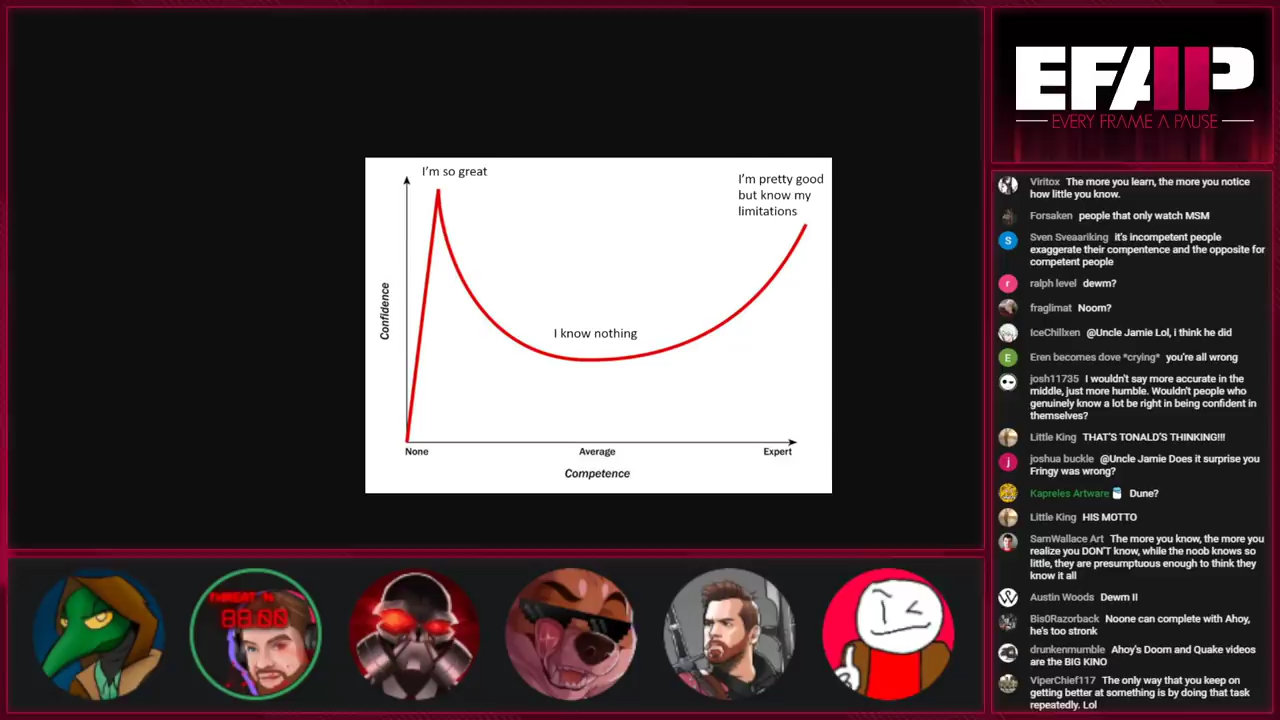 I'm so great
I'm pretty good
but know my
limitations
I know nothing
Confidence
None
Average
Expert
Competence
EFAP
EVERY FRAME A PAUSE
Viritox The more you learn, the more you notice
how little you know.
Forsaken people that only watch MSM
S
Sven Sveaariking it's incompetent people
exaggerate their compentence and the opposite for
competent people
r
ralph level dewm?
fraglimat Noom?
IceChillxen @Uncle Jamie Lol, i think he did
E
Eren becomes dove *crying* you're all wrong
josh11735 I wouldn't say more accurate in the
middle, just more humble. Wouldn't people who
genuinely know a lot be right in being confident in
themselves?
Little King THAT'S TONALD'S THINKING!!!
j
joshua buckle @Uncle Jamie Does it surprise you
Fringy was wrong?
Kapreles Artware Dune?
Little King HIS MOTTO
SamWallace Art The more you know, the more you
realize you DON'T know, while the noob knows so
little, they are presumptuous enough to think they
know it all
Austin Woods Dewm II
Bis0Razorback Noone can complete with Ahoy,
he's too stronk
drunkenmumble Ahoy's Doom and Quake videos
are the BIG KINO
ViperChief117 The only way that you keep on
getting better at something is by doing that task
repeatedly. Lol